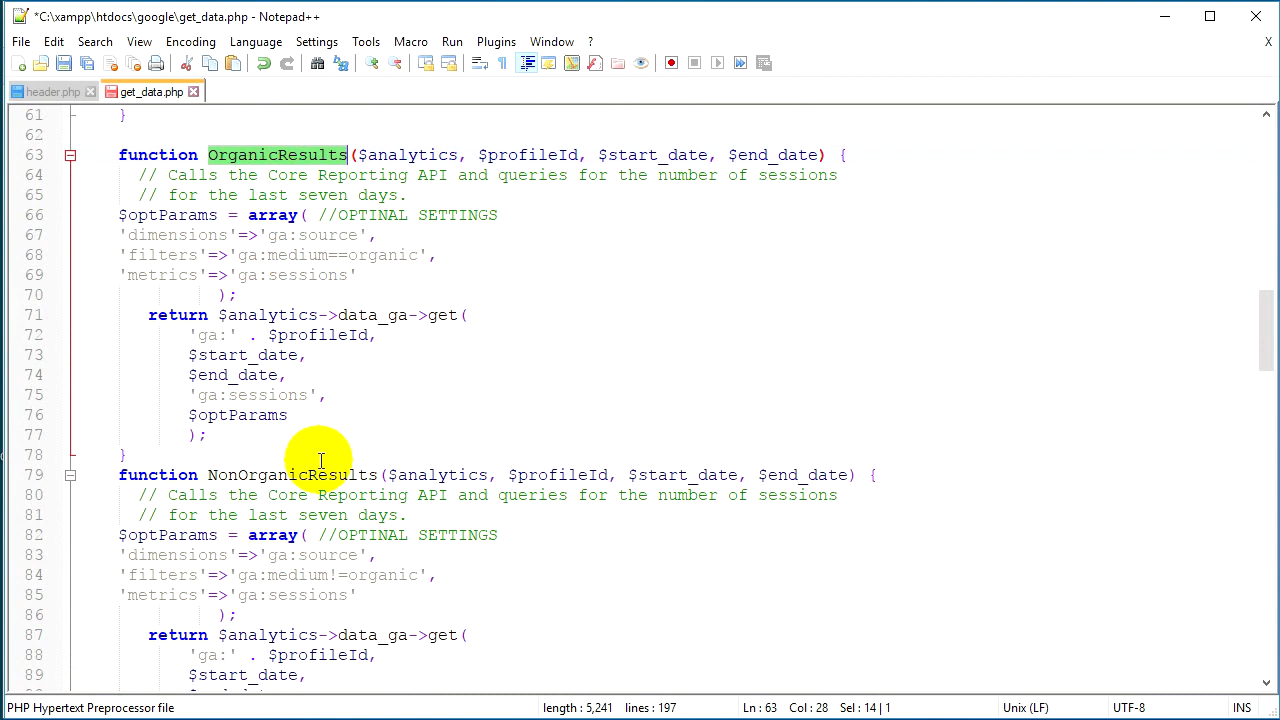 *C:\xampp\htdocs\google\get_data.php - Notepad++
File Edit Search View Encoding Language Settings Tools Macro Run Plugins Window ? X
header.php get_data.php
61 }
62
63 function OrganicResults($analytics, $profileId, $start_date, $end_date) {
64 // Calls the Core Reporting API and queries for the number of sessions
65 // for the last seven days.
66 $optParams = array( //OPTINAL SETTINGS
67 'dimensions'=>'ga:source',
68 'filters'=>'ga:medium==organic',
69 'metrics'=>'ga:sessions'
70 );
71 return $analytics->data_ga->get(
72 'ga:' . $profileId,
73 $start_date,
74 $end_date,
75 'ga:sessions',
76 $optParams
77 );
78 }
79 function NonOrganicResults($analytics, $profileId, $start_date, $end_date) {
80 // Calls the Core Reporting API and queries for the number of sessions
81 // for the last seven days.
82 $optParams = array( //OPTINAL SETTINGS
83 'dimensions'=>'ga:source',
84 'filters'=>'ga:medium!=organic',
85 'metrics'=>'ga:sessions'
86 );
87 return $analytics->data_ga->get(
88 'ga:' . $profileId,
89 $start_date,
PHP Hypertext Preprocessor file length : 5,241 lines : 197 Ln : 63 Col : 28 Sel : 14 | 1 Unix (LF) UTF-8 INS